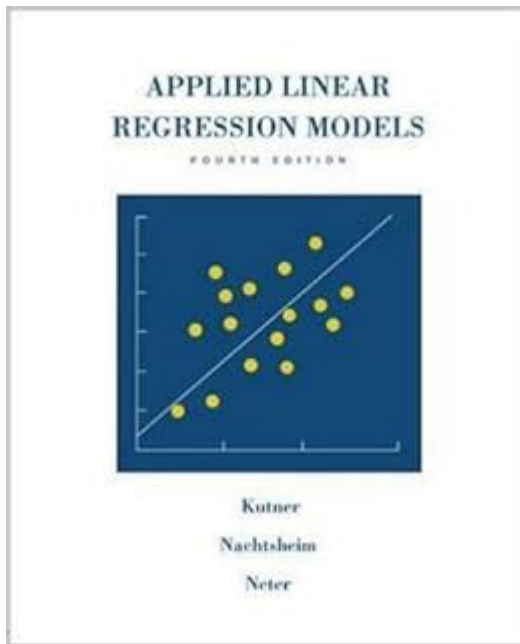 APPLIED LINEAR
REGRESSION MODELS
FOURTH EDITION
Kutner
Nachtsheim
Neter